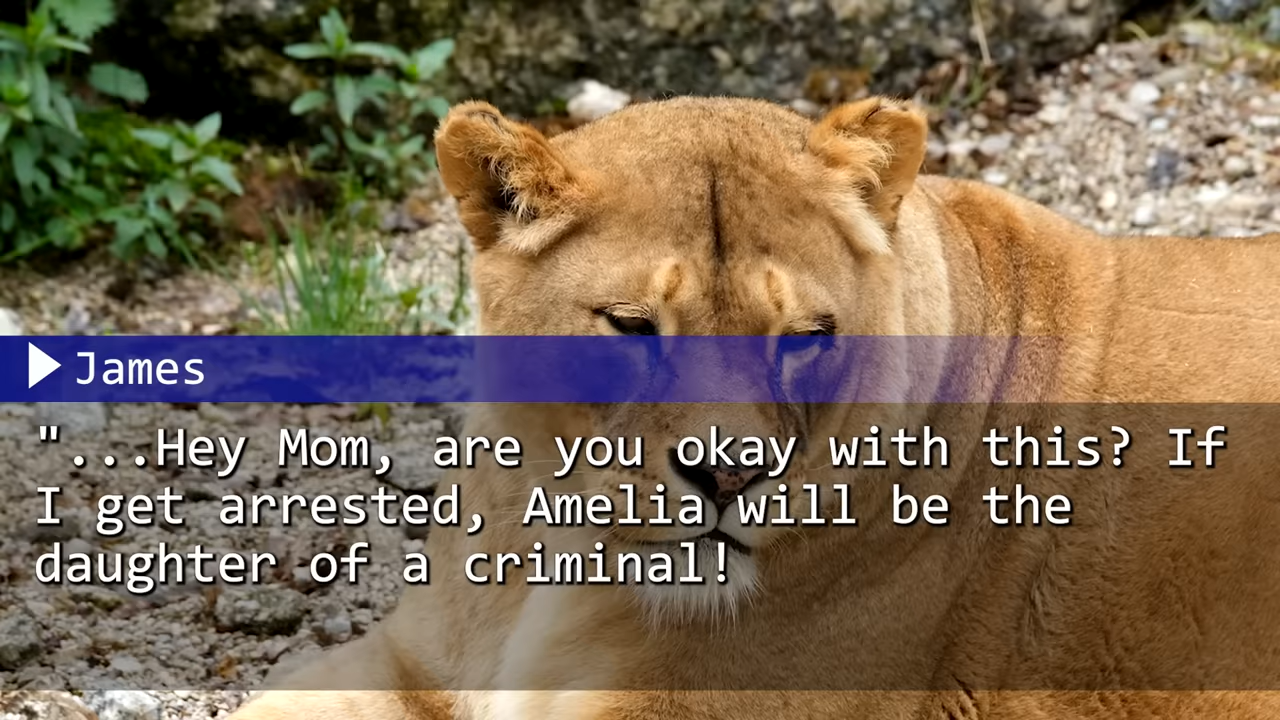 James
"...Hey Mom, are you okay with this? If
I get arrested, Amelia will be the
daughter of a criminal!